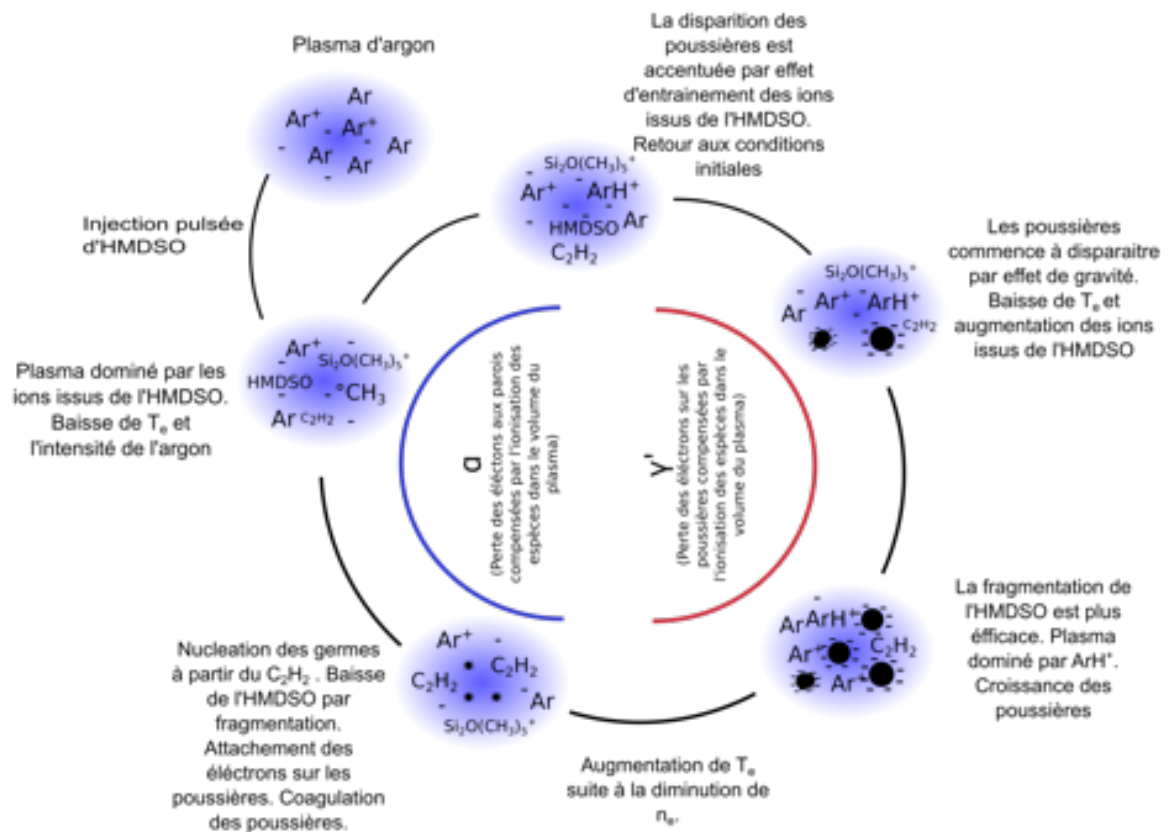 Plasma d'argon
Ar
Ar⁺
Ar⁺
-
-
Ar
Ar
Ar
-
-
Injection pulsée
d'HMDSO
Plasma dominé par les
ions issus de l'HMDSO.
Baisse de Tₑ et
l'intensité de l'argon
Ar⁺
-
-
Si₂O(CH₃)₅⁺
HMDSO
-
°CH₃
Ar
C₂H₂
-
La disparition des
poussières est
accentuée par effet
d'entrainement des ions
issus de l'HMDSO.
Retour aux conditions
initiales
Si₂O(CH₃)₅⁺
-
Ar⁺
-
ArH⁺
-
-
-
-
HMDSO
Ar
C₂H₂
Les poussières
commence à disparaitre
par effet de gravité.
Baisse de Tₑ et
augmentation des ions
issus de l'HMDSO
Si₂O(CH₃)₅⁺
-
Ar
Ar⁺
-
ArH⁺
-
C₂H₂
La fragmentation de
l'HMDSO est plus
éfficace. Plasma
dominé par ArH⁺.
Croissance des
poussières
-
Ar
ArH⁺
Ar⁺
C₂H₂
Ar⁺
Augmentation de Tₑ
suite à la diminution de
nₑ.
Nucleation des germes
à partir du C₂H₂ . Baisse
de l'HMDSO par
fragmentation.
Attachement des
éléctrons sur les
poussières. Coagulation
des poussières.
Ar⁺
-
C₂H₂
C₂H₂
-
-
Ar
Si₂O(CH₃)₅⁺
α
(Perte des éléctons aux parois
compensées par l'ionisation des
espèces dans le volume du
plasma)
γ'
(Perte des éléctrons sur les
poussières compensées par
l'ionisation des espèces dans le
volume du plasma)